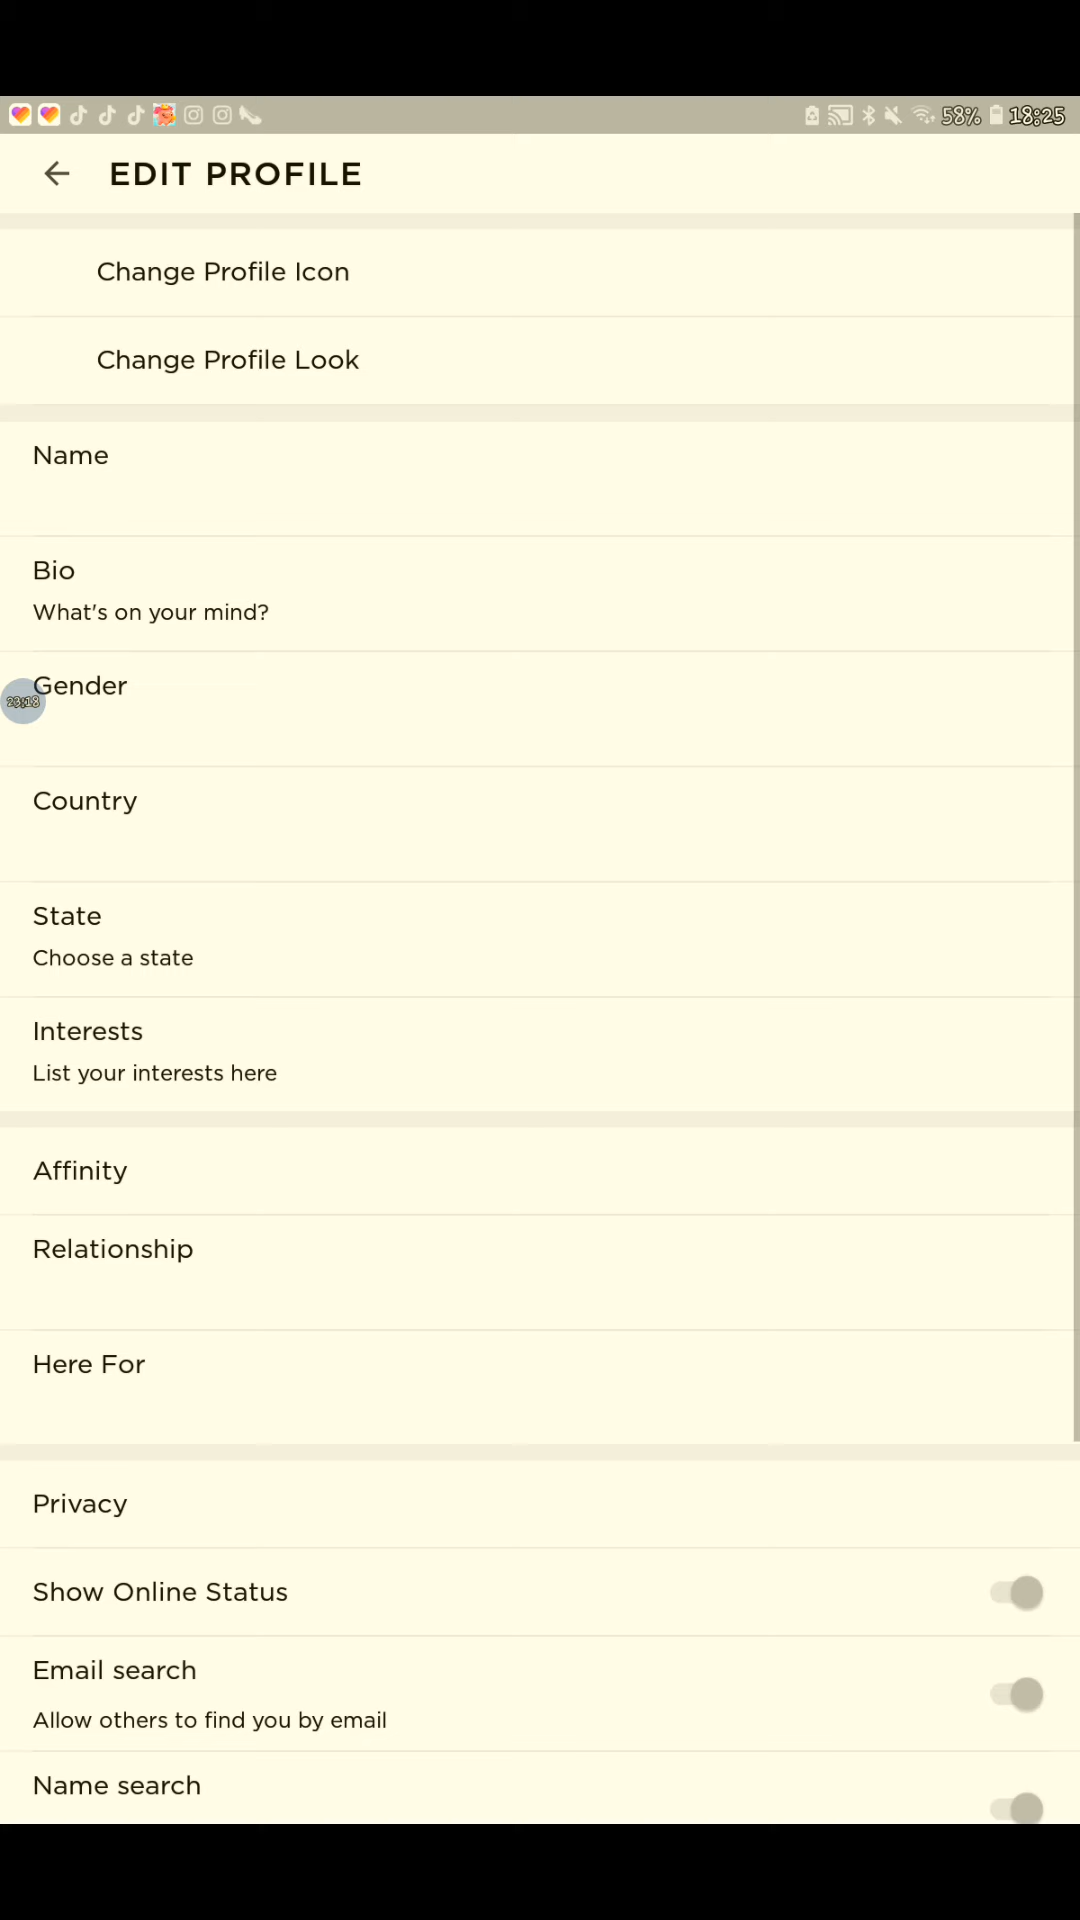 58% 18:25
EDIT PROFILE
Change Profile Icon
Change Profile Look
Name
Bio
What's on your mind?
Gender
23:18
Country
State
Choose a state
Interests
List your interests here
Affinity
Relationship
Here For
Privacy
Show Online Status
Email search
Allow others to find you by email
Name search